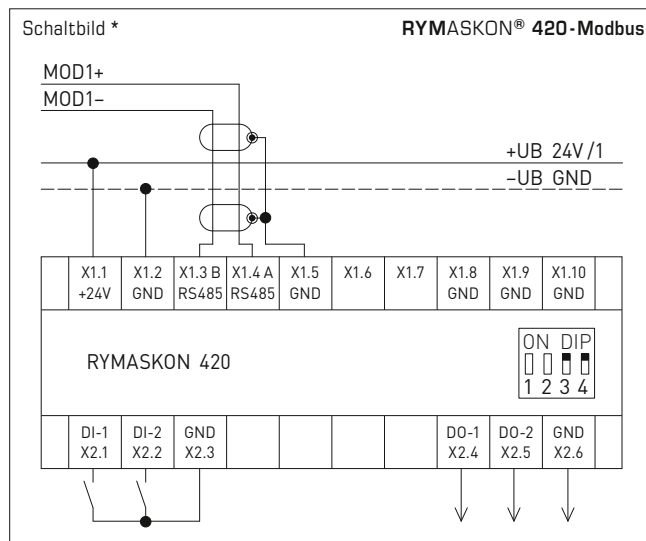 Schaltbild * RYMASKON® 420-Modbus
MOD1+
MOD1–
+UB 24V/1
–UB GND
X1.1 X1.2 X1.3 B X1.4 A X1.5 X1.6 X1.7 X1.8 X1.9 X1.10
+24V GND RS485 RS485 GND GND GND GND
RYMASKON 420
ON DIP
1 2 3 4
DI-1 DI-2 GND DO-1 DO-2 GND
X2.1 X2.2 X2.3 X2.4 X2.5 X2.6